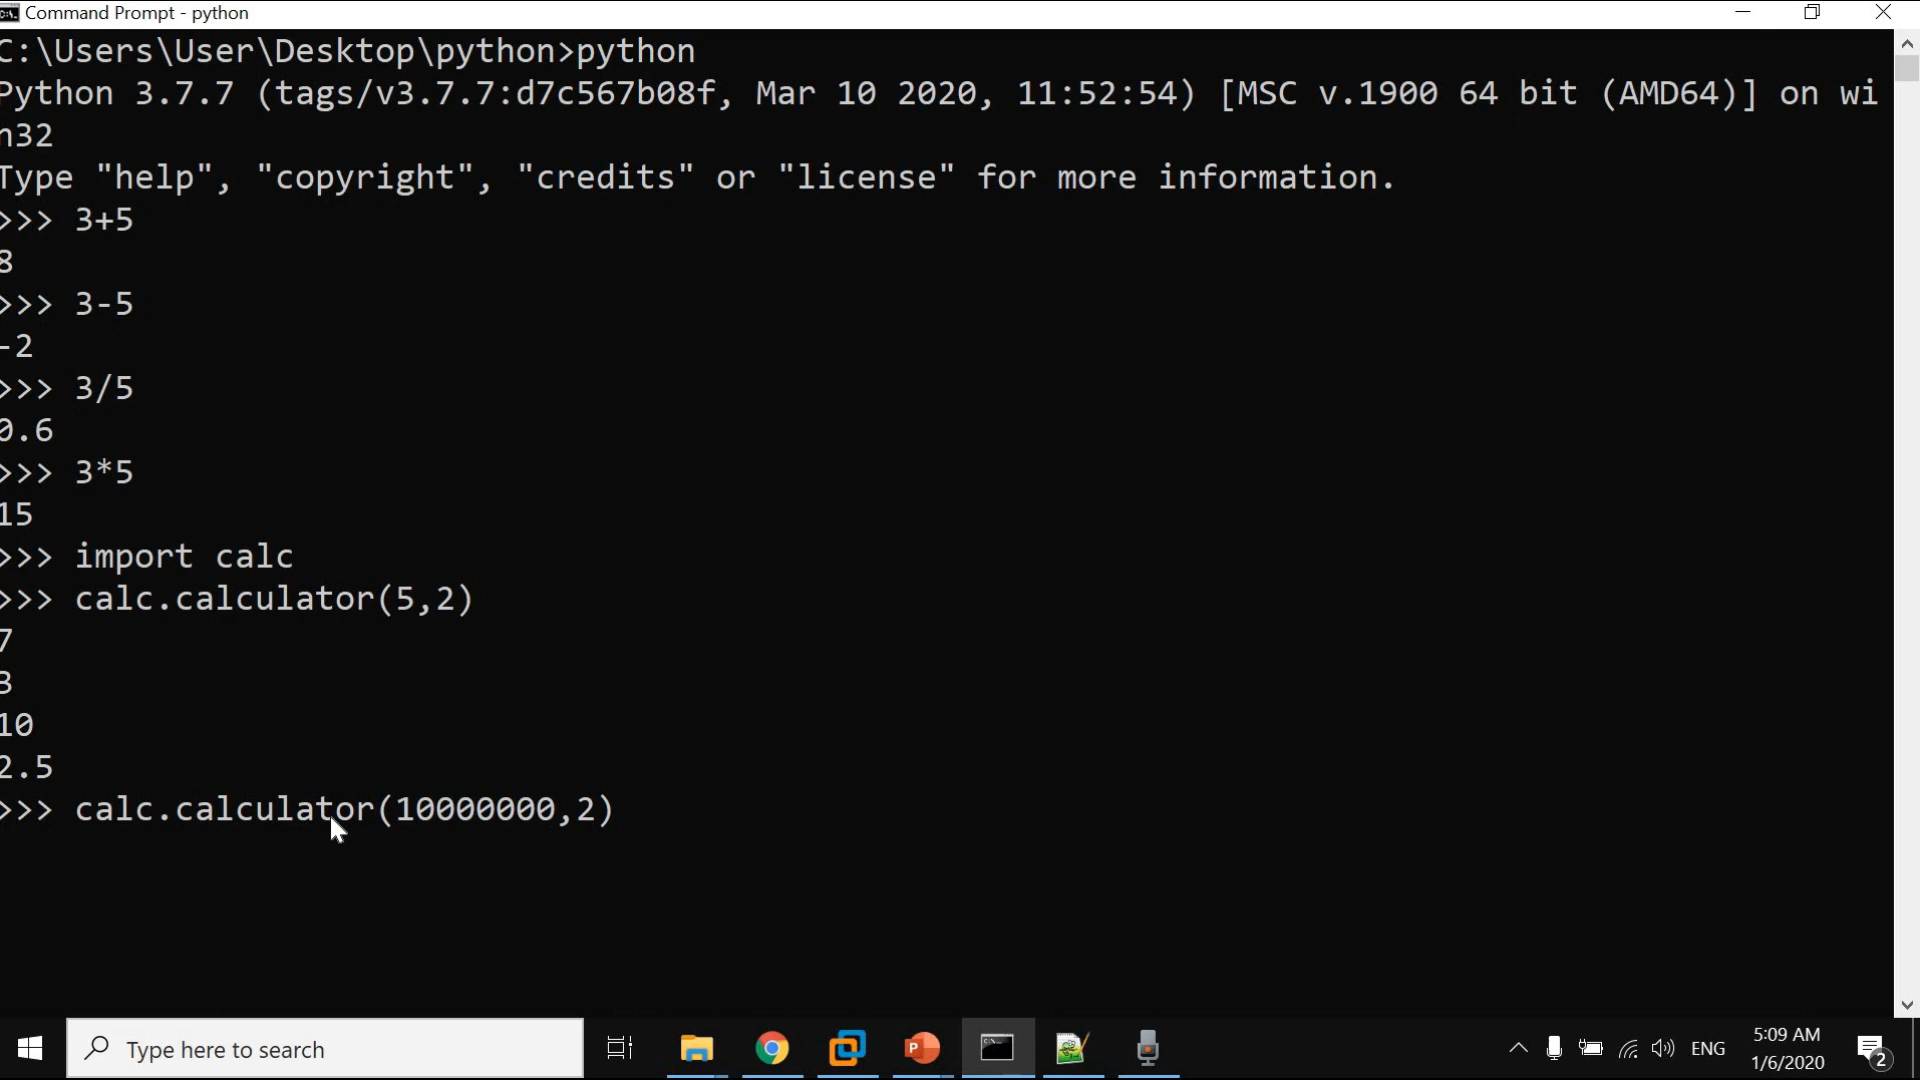 Command Prompt - python
C:\Users\User\Desktop\python>python
Python 3.7.7 (tags/v3.7.7:d7c567b08f, Mar 10 2020, 11:52:54) [MSC v.1900 64 bit (AMD64)] on wi
n32
Type "help", "copyright", "credits" or "license" for more information.
>>> 3+5
8
>>> 3-5
-2
>>> 3/5
0.6
>>> 3*5
15
>>> import calc
>>> calc.calculator(5,2)
7
3
10
2.5
>>> calc.calculator(10000000,2)
Type here to search
ENG
5:09 AM
1/6/2020
2